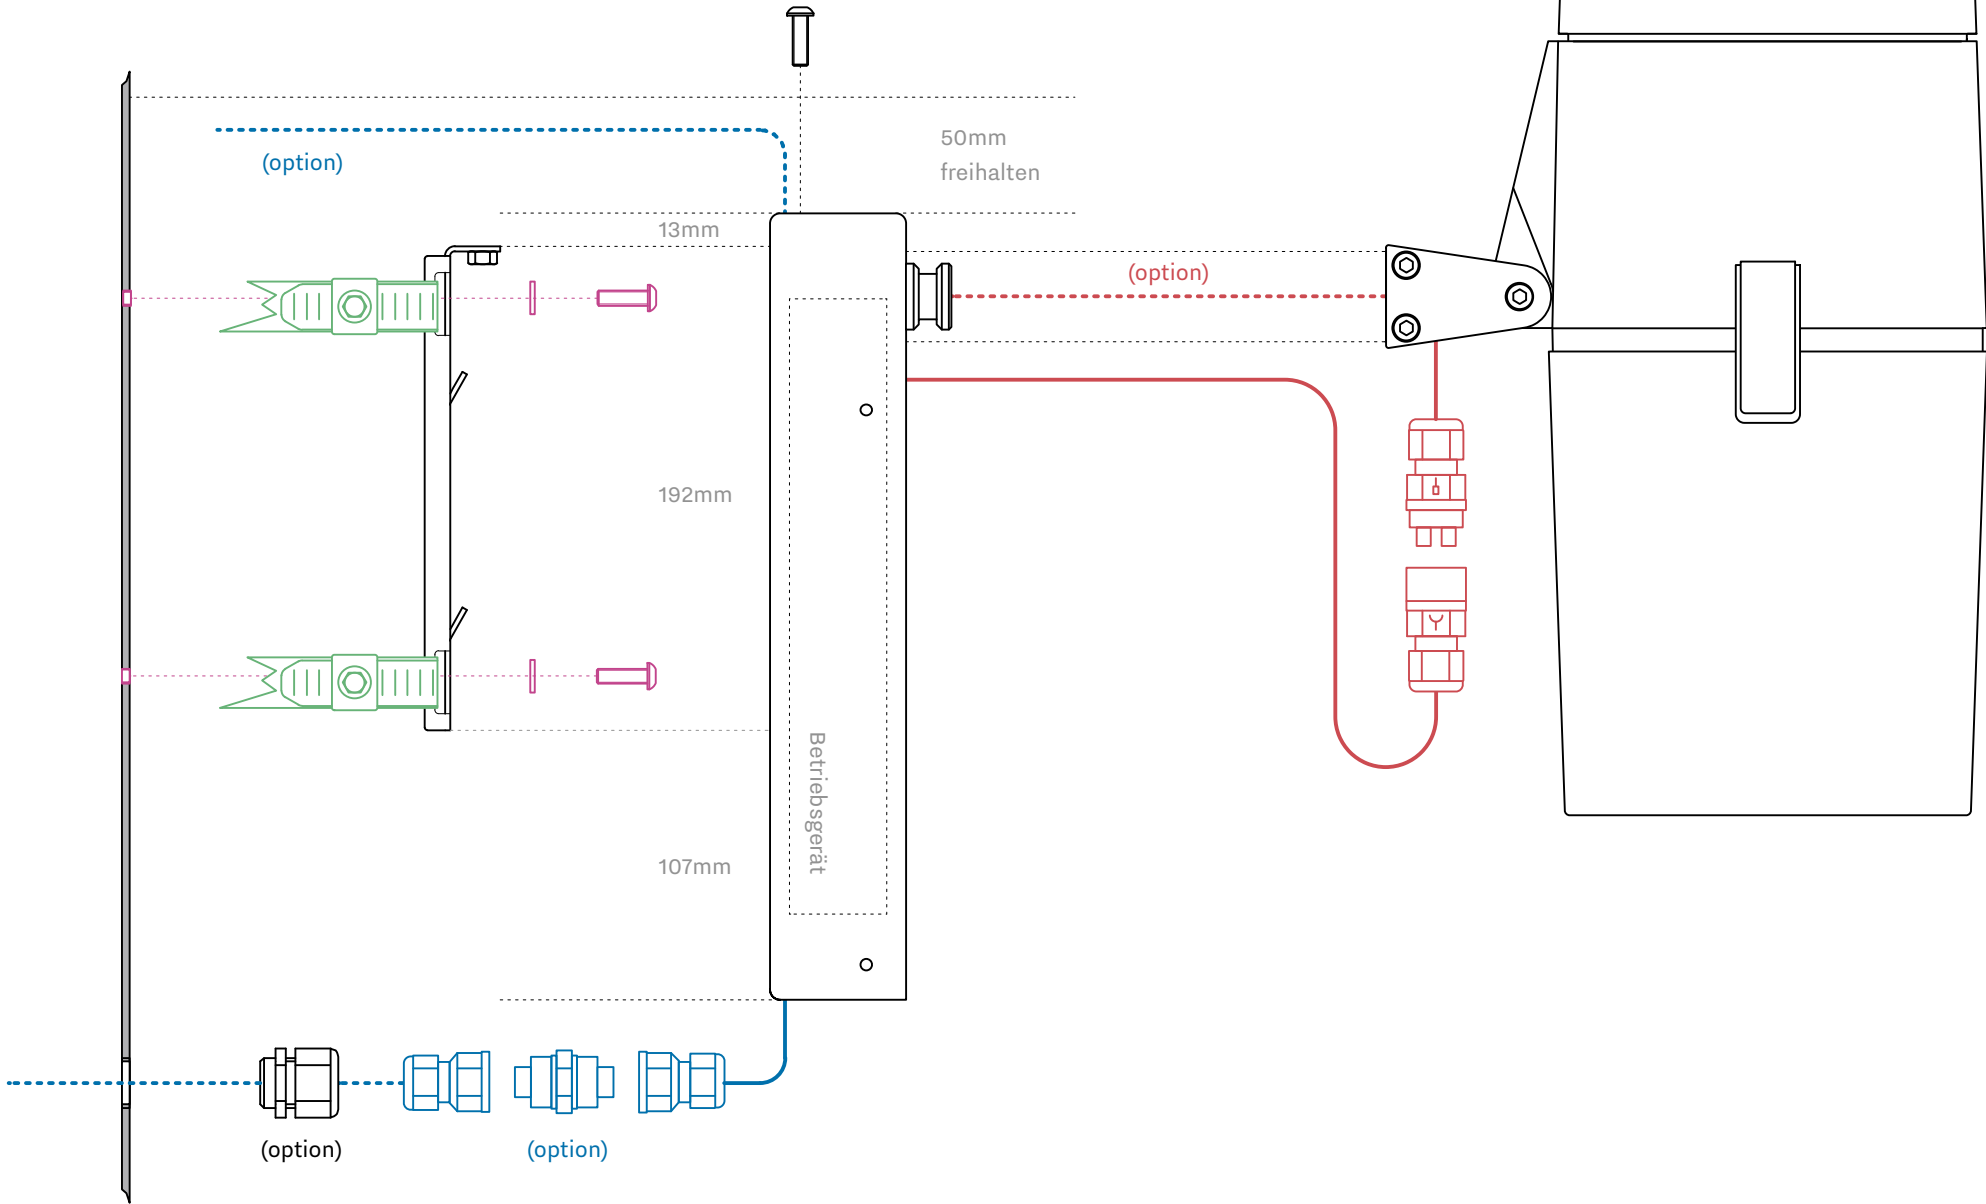 50mm
freihalten
(option)
13mm
(option)
192mm
Betriebsgerät
107mm
(option)
(option)